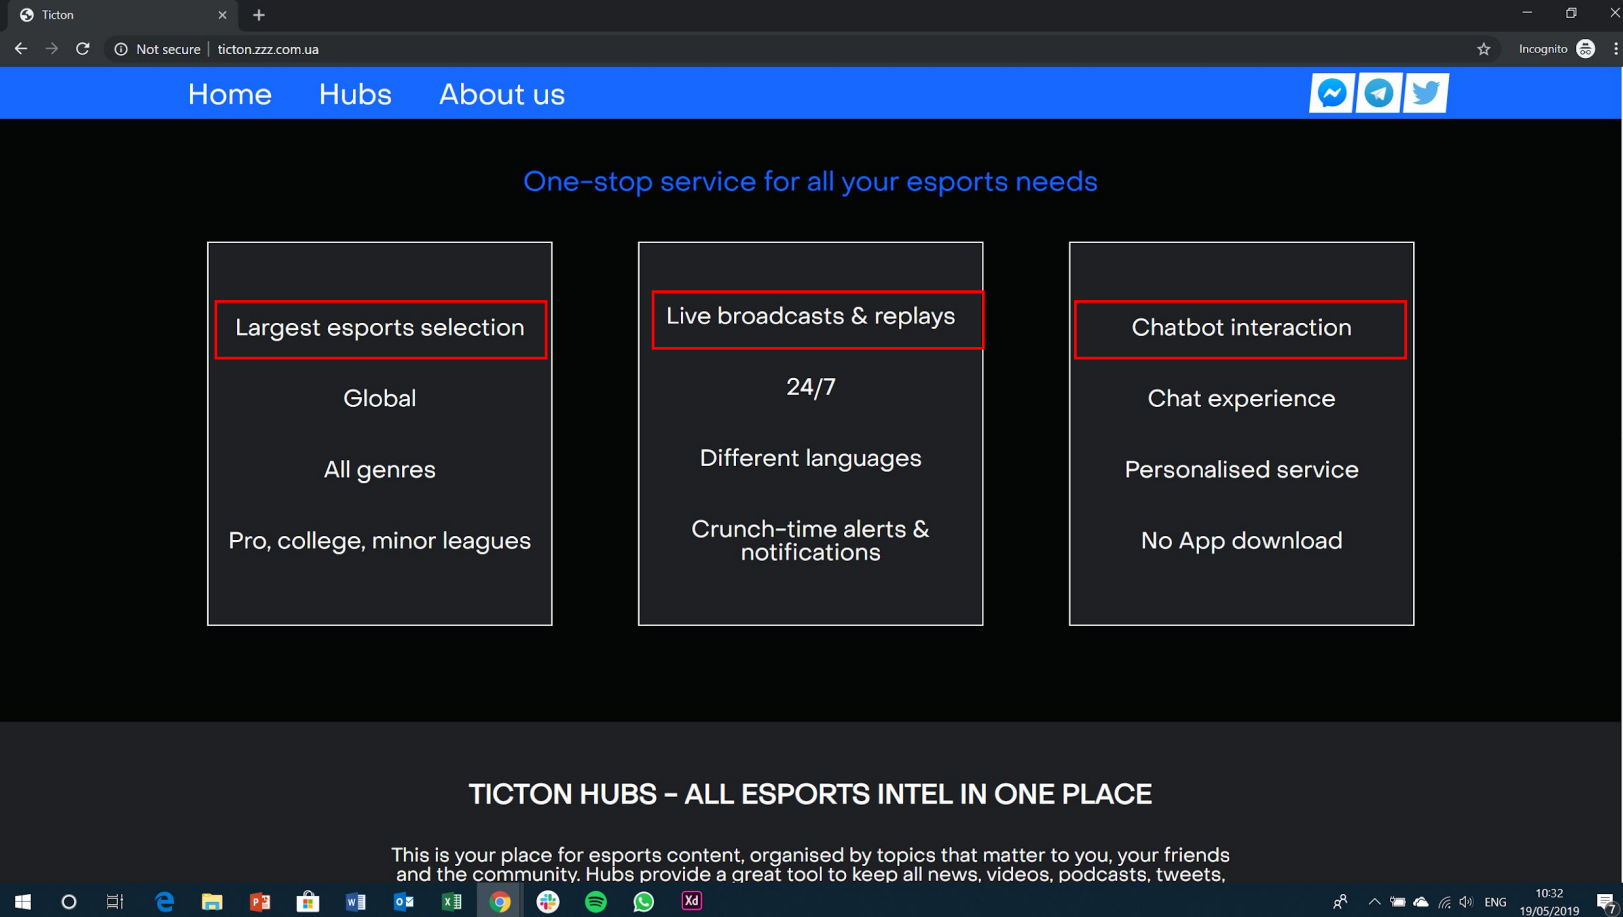 Ticton
Not secure
ticton.zzz.com.ua
Incognito
Home
Hubs
About us
One-stop service for all your esports needs
Largest esports selection
Global
All genres
Pro, college, minor leagues
Live broadcasts & replays
24/7
Different languages
Crunch-time alerts &
notifications
Chatbot interaction
Chat experience
Personalised service
No App download
TICTON HUBS - ALL ESPORTS INTEL IN ONE PLACE
This is your place for esports content, organised by topics that matter to you, your friends
and the community. Hubs provide a great tool to keep all news, videos, podcasts, tweets,
Xd
ENG
10:32
19/05/2019
7